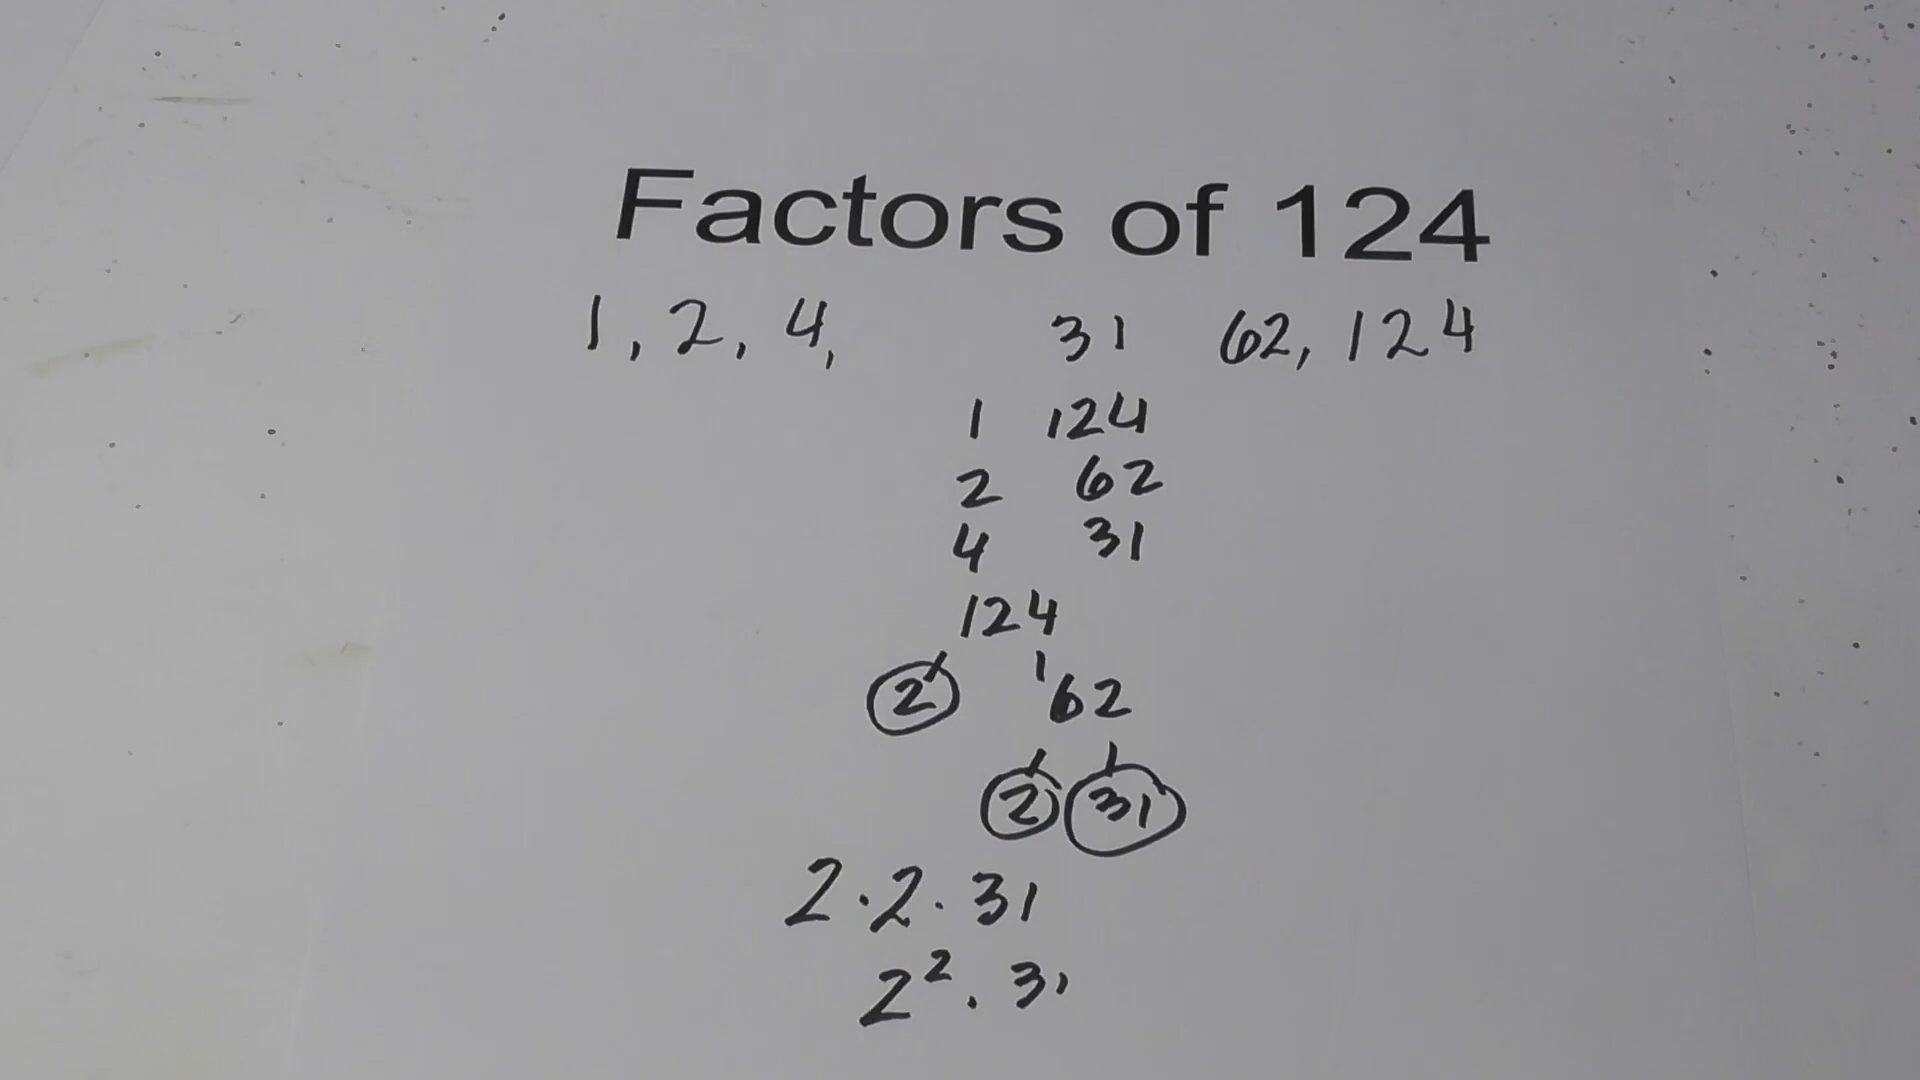 Factors of 124
1, 2, 4, 31 62, 124
1 124
2 62
4 31
124
2 62
2 31
2 · 2 · 31
2² · 31